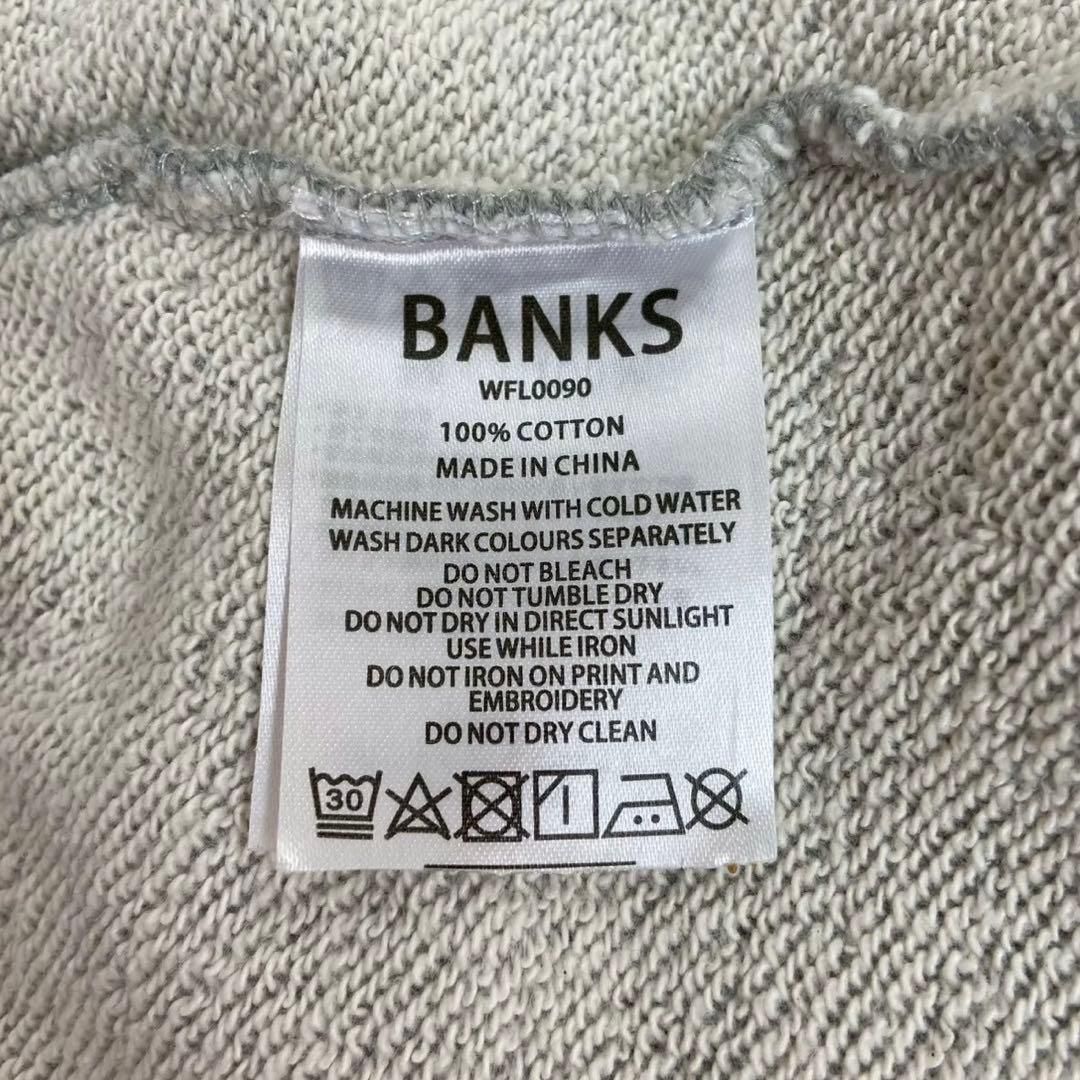 BANKS
WFL0090
100% COTTON
MADE IN CHINA
MACHINE WASH WITH COLD WATER
WASH DARK COLOURS SEPARATELY
DO NOT BLEACH
DO NOT TUMBLE DRY
DO NOT DRY IN DIRECT SUNLIGHT
USE WHILE IRON
DO NOT IRON ON PRINT AND
EMBROIDERY
DO NOT DRY CLEAN
30